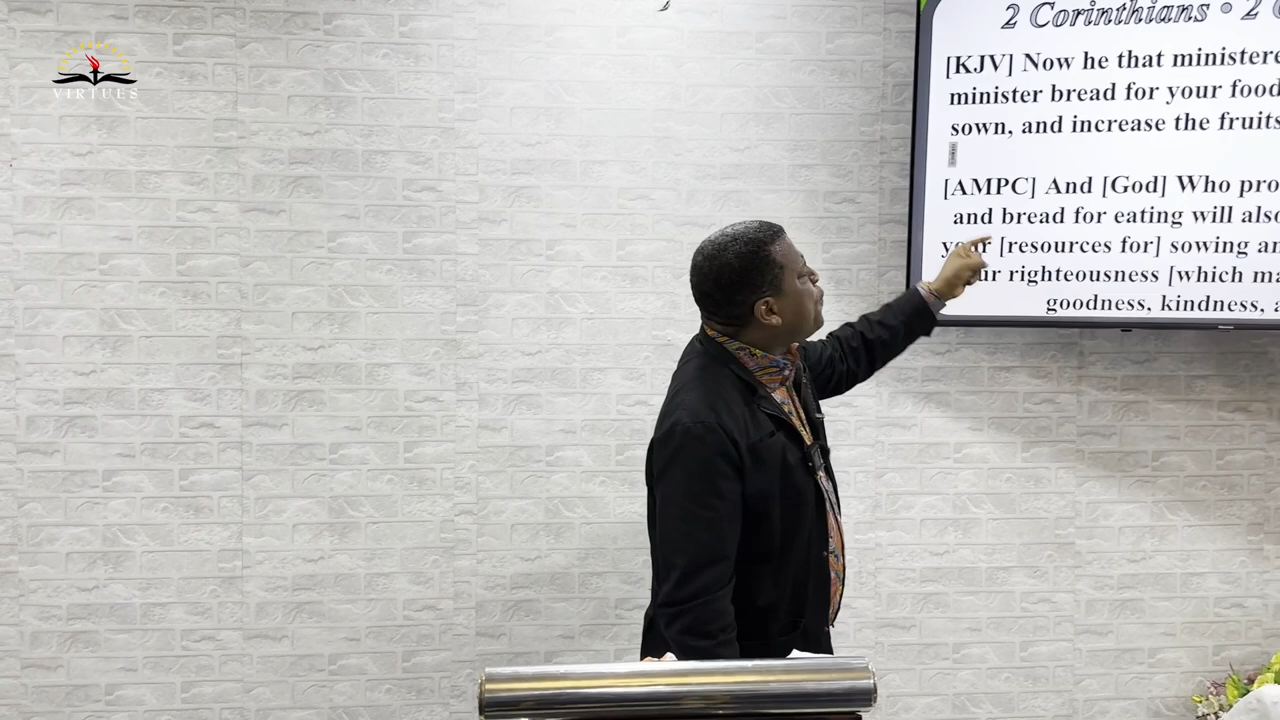 VIRTUES
2 Corinthians • 2
[KJV] Now he that ministere
minister bread for your food
sown, and increase the fruits
[AMPC] And [God] Who pro
and bread for eating will also
your [resources for] sowing an
ur righteousness [which ma
goodness, kindness, a